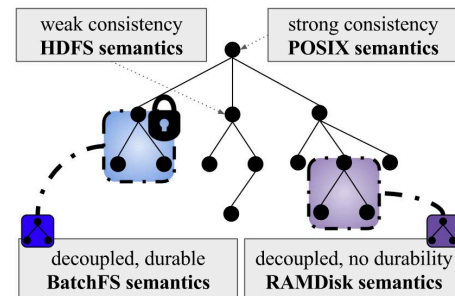 weak consistency
HDFS semantics
strong consistency
POSIX semantics
decoupled, durable
BatchFS semantics
decoupled, no durability
RAMDisk semantics